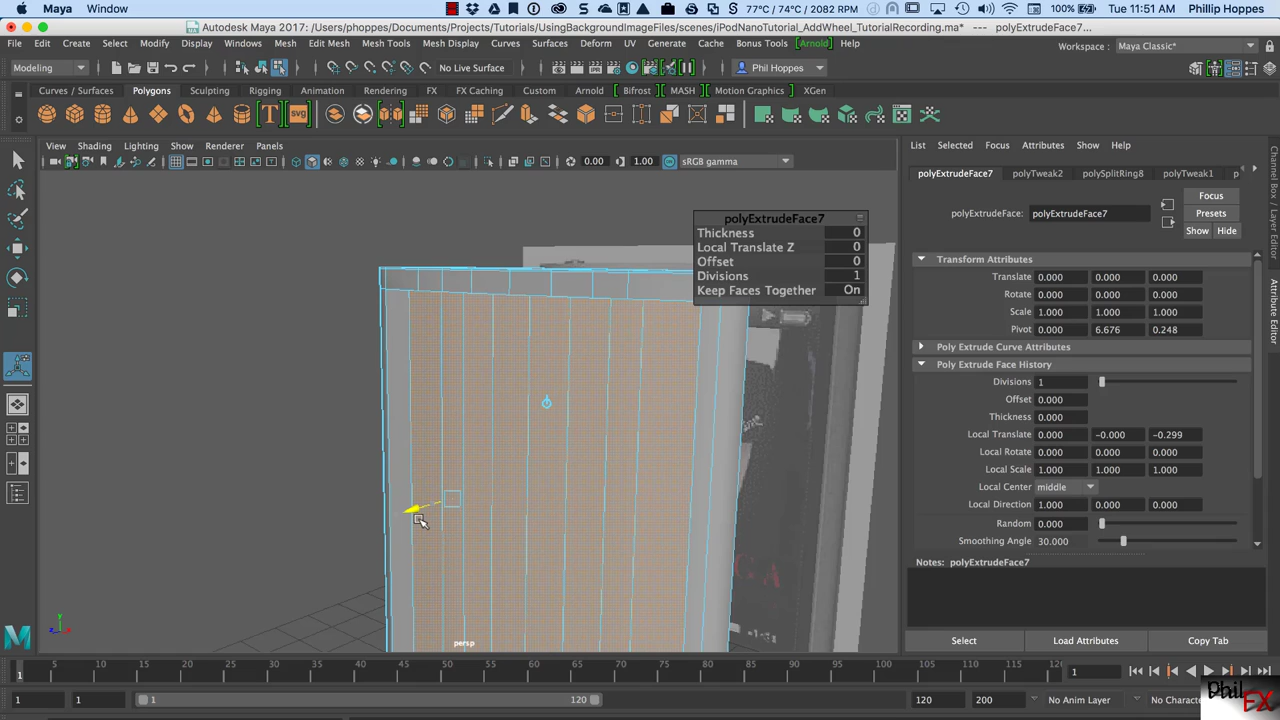 Maya Window 77°C / 74°C / 2082 RPM 100% Tue 11:51 AM Phillip Hoppes
Autodesk Maya 2017: /Users/phoppes/Documents/Projects/Tutorials/UsingBackgroundImageFiles/scenes/iPodNanoTutorial_AddWheel_TutorialRecording.ma* --- polyExtrudeFace7...
File Edit Create Select Modify Display Windows Mesh Edit Mesh Mesh Tools Mesh Display Curves Surfaces Deform UV Generate Cache Bonus Tools Arnold Help Workspace : Maya Classic*
Modeling No Live Surface Phil Hoppes
Curves / Surfaces Polygons Sculpting Rigging Animation Rendering FX FX Caching Custom Arnold Bifrost MASH Motion Graphics XGen
T svg
View Shading Lighting Show Renderer Panels
0.00 1.00 sRGB gamma
polyExtrudeFace7
Thickness 0
Local Translate Z 0
Offset 0
Divisions 1
Keep Faces Together On
persp
List Selected Focus Attributes Show Help
polyExtrudeFace7 polyTweak2 polySplitRing8 polyTweak1 p
Focus
polyExtrudeFace: polyExtrudeFace7 Presets
Show Hide
Transform Attributes
Translate 0.000 0.000 0.000
Rotate 0.000 0.000 0.000
Scale 1.000 1.000 1.000
Pivot 0.000 6.676 0.248
Poly Extrude Curve Attributes
Poly Extrude Face History
Divisions 1
Offset 0.000
Thickness 0.000
Local Translate 0.000 -0.000 -0.299
Local Rotate 0.000 0.000 0.000
Local Scale 1.000 1.000 1.000
Local Center middle
Local Direction 1.000 0.000 0.000
Random 0.000
Smoothing Angle 30.000
Notes: polyExtrudeFace7
Select Load Attributes Copy Tab
Channel Box / Layer Editor
Modeling Toolkit
Attribute Editor
1 5 10 15 20 25 30 35 40 45 50 55 60 65 70 75 80 85 90 95 100 105 110 115 120 1
1 1 1 120 120 200 No Anim Layer No Character
Phil FX